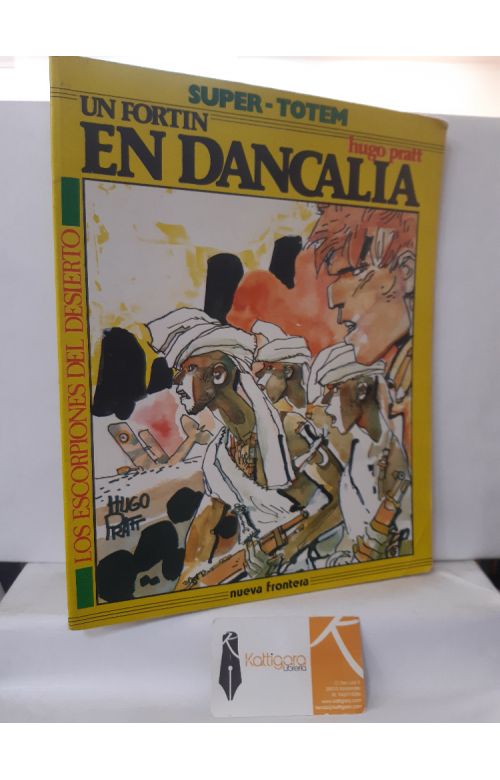 SUPER-TOTEM
UN FORTIN
hugo pratt
EN DANCALIA
LOS ESCORPIONES DEL DESIERTO
HUGO
PRATT
nueva frontera
Kattigara
Librería